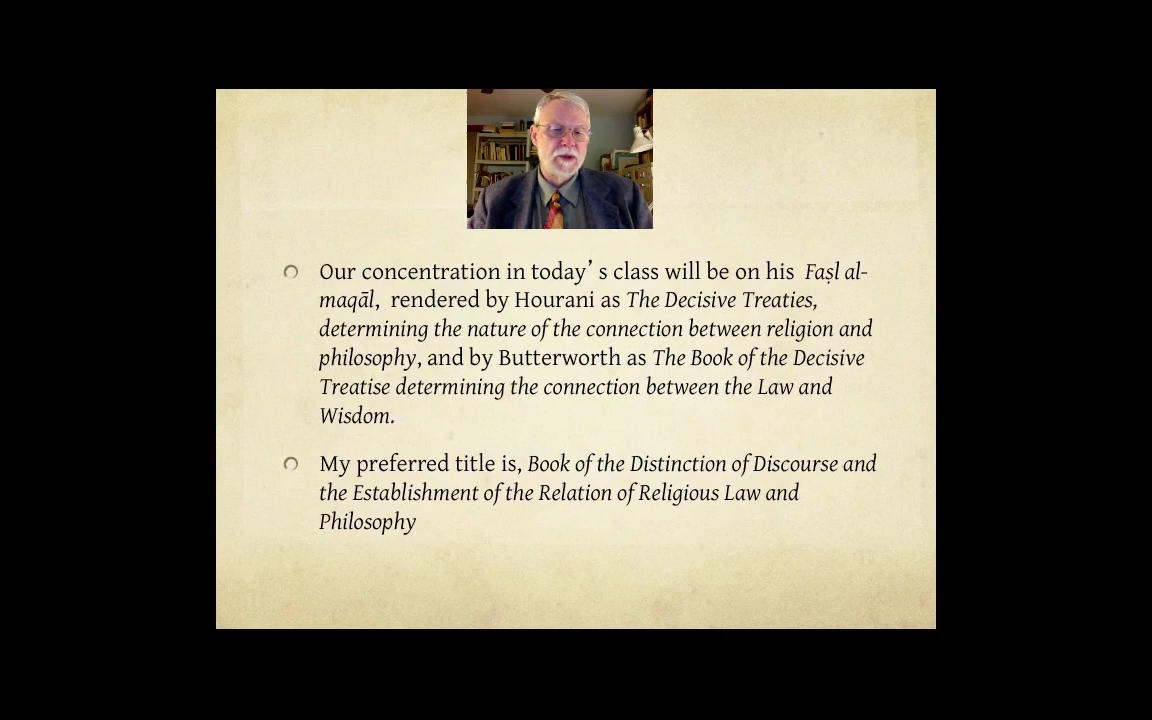 Our concentration in today’s class will be on his Faṣl al-
maqāl, rendered by Hourani as The Decisive Treaties,
determining the nature of the connection between religion and
philosophy, and by Butterworth as The Book of the Decisive
Treatise determining the connection between the Law and
Wisdom.
My preferred title is, Book of the Distinction of Discourse and
the Establishment of the Relation of Religious Law and
Philosophy